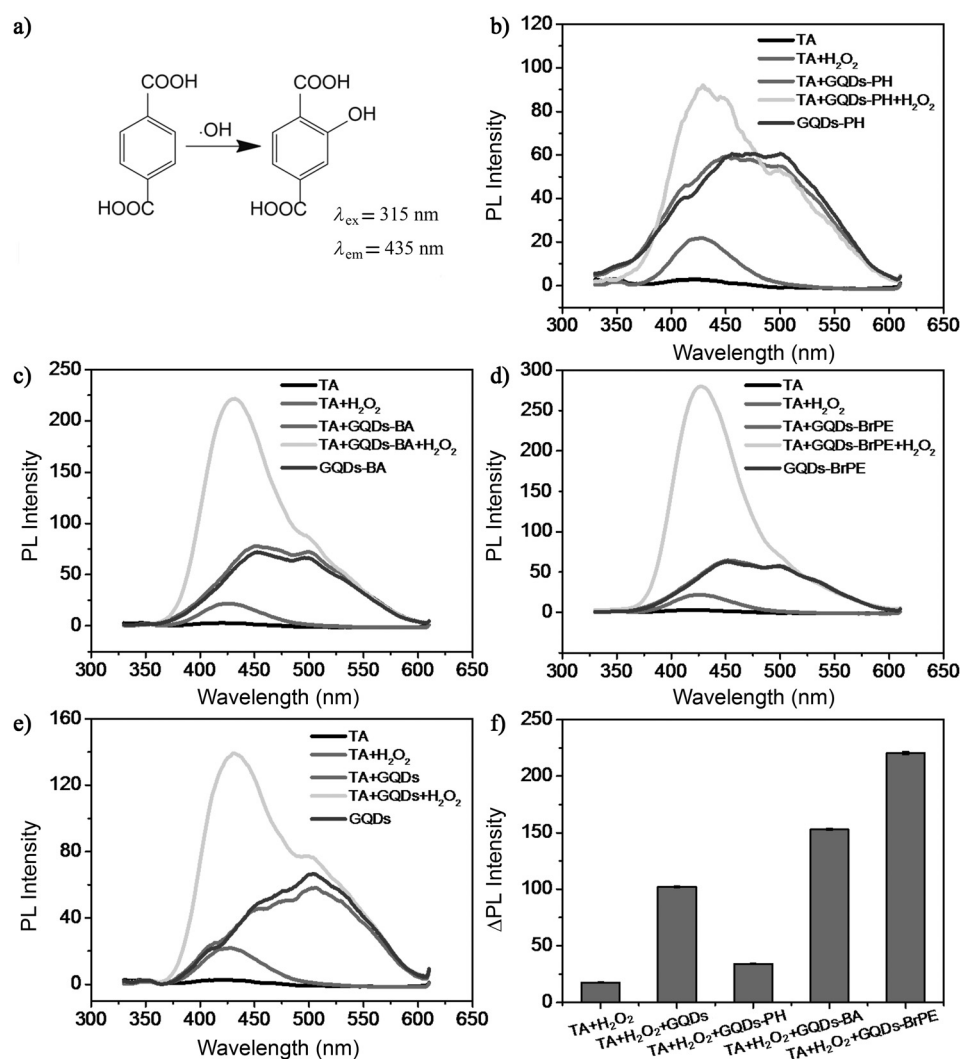 a)
COOH
HOOC
·OH
COOH
OH
HOOC
λex = 315 nm
λem = 435 nm
b)
120
100
80
60
40
20
0
PL Intensity
TA
TA+H₂O₂
TA+GQDs-PH
TA+GQDs-PH+H₂O₂
GQDs-PH
300 350 400 450 500 550 600 650
Wavelength (nm)
c)
250
200
150
100
50
0
PL Intensity
TA
TA+H₂O₂
TA+GQDs-BA
TA+GQDs-BA+H₂O₂
GQDs-BA
300 350 400 450 500 550 600 650
Wavelength (nm)
d)
300
250
200
150
100
50
0
PL Intensity
TA
TA+H₂O₂
TA+GQDs-BrPE
TA+GQDs-BrPE+H₂O₂
GQDs-BrPE
300 350 400 450 500 550 600 650
Wavelength (nm)
e)
160
120
80
40
0
PL Intensity
TA
TA+H₂O₂
TA+GQDs
TA+GQDs+H₂O₂
GQDs
300 350 400 450 500 550 600 650
Wavelength (nm)
f)
250
200
150
100
50
0
ΔPL Intensity
TA+H₂O₂
TA+H₂O₂+GQDs
TA+H₂O₂+GQDs-PH
TA+H₂O₂+GQDs-BA
TA+H₂O₂+GQDs-BrPE